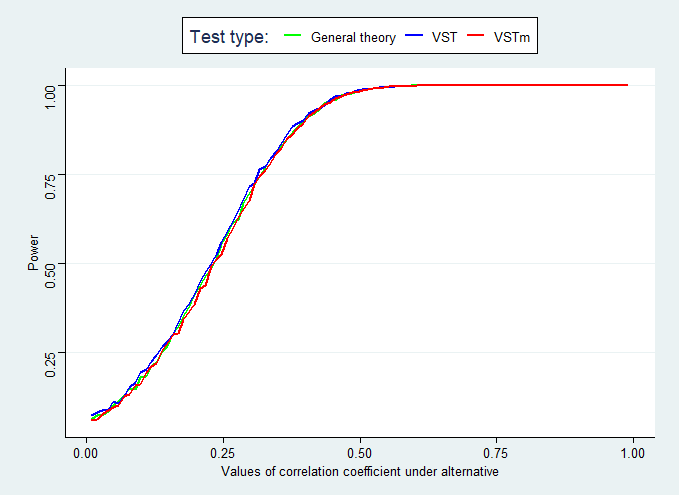 Test type: General theory VST VSTm
1.00
0.75
0.50
0.25
Power
0.00 0.25 0.50 0.75 1.00
Values of correlation coefficient under alternative